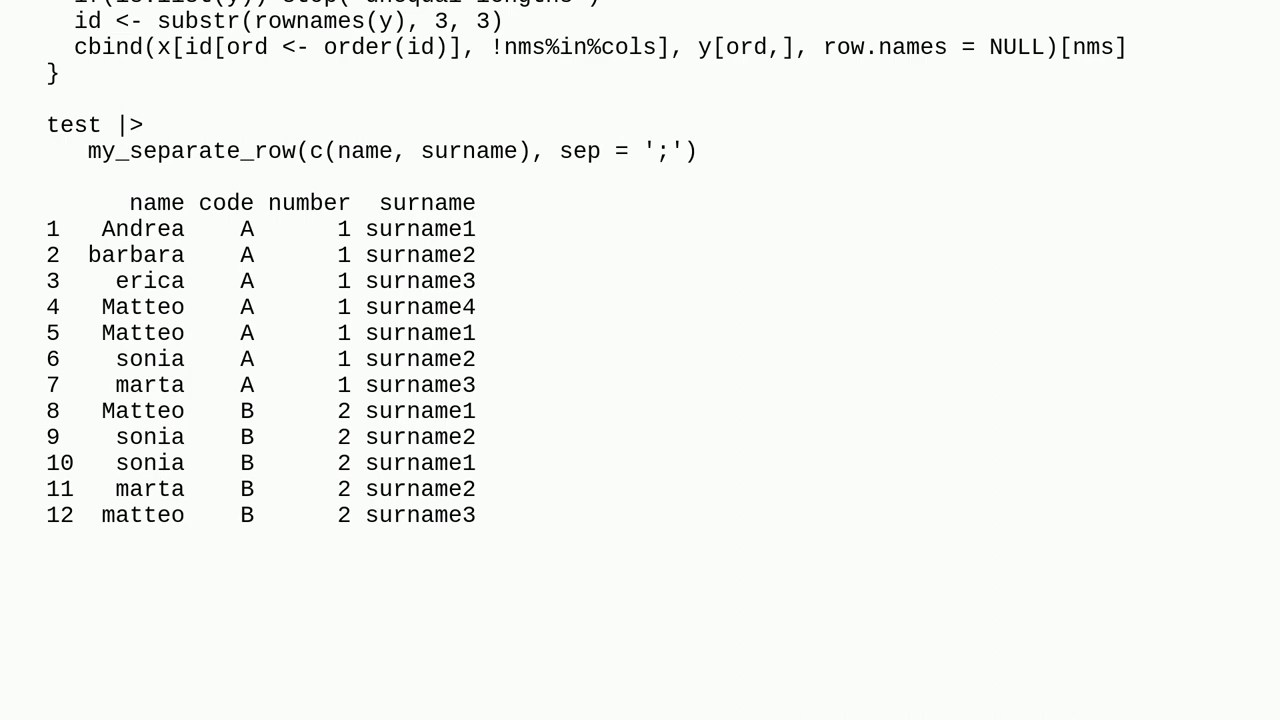 id <- substr(rownames(y), 3, 3)
cbind(x[id[ord <- order(id)], !nms%in%cols], y[ord,], row.names = NULL)[nms]
}
test |>
my_separate_row(c(name, surname), sep = ';')
name code number surname
1 Andrea A 1 surname1
2 barbara A 1 surname2
3 erica A 1 surname3
4 Matteo A 1 surname4
5 Matteo A 1 surname1
6 sonia A 1 surname2
7 marta A 1 surname3
8 Matteo B 2 surname1
9 sonia B 2 surname2
10 sonia B 2 surname1
11 marta B 2 surname2
12 matteo B 2 surname3